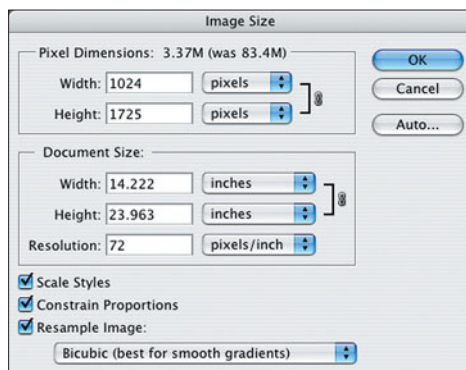 Image Size
Pixel Dimensions: 3.37M (was 83.4M)
OK
Width: 1024 pixels
Cancel
Height: 1725 pixels
Auto...
Document Size:
Width: 14.222 inches
Height: 23.963 inches
Resolution: 72 pixels/inch
Scale Styles
Constrain Proportions
Resample Image:
Bicubic (best for smooth gradients)